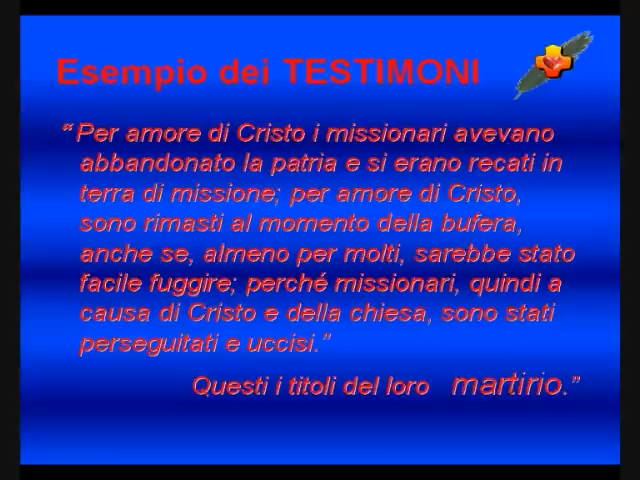 Esempio dei TESTIMONI
“Per amore di Cristo i missionari avevano
abbandonato la patria e si erano recati in
terra di missione; per amore di Cristo,
sono rimasti al momento della bufera,
anche se, almeno per molti, sarebbe stato
facile fuggire; perché missionari, quindi a
causa di Cristo e della chiesa, sono stati
perseguitati e uccisi.”
Questi i titoli del loro martirio.”